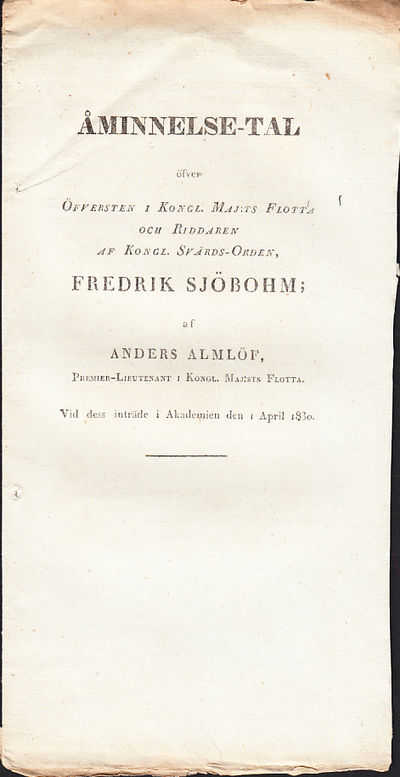 ÅMINNELSE-TAL
öfver
ÖFVERSTEN I KONGL. MAJ:TS FLOTTA
OCH RIDDAREN
AF KONGL. SVÄRDS-ORDEN,
FREDRIK SJÖBOHM;
af
ANDERS ALMLÖF,
PREMIER-LIEUTENANT I KONGL. MAJ:STS FLOTTA.
Vid dess inträde i Akademien den 1 April 1830.